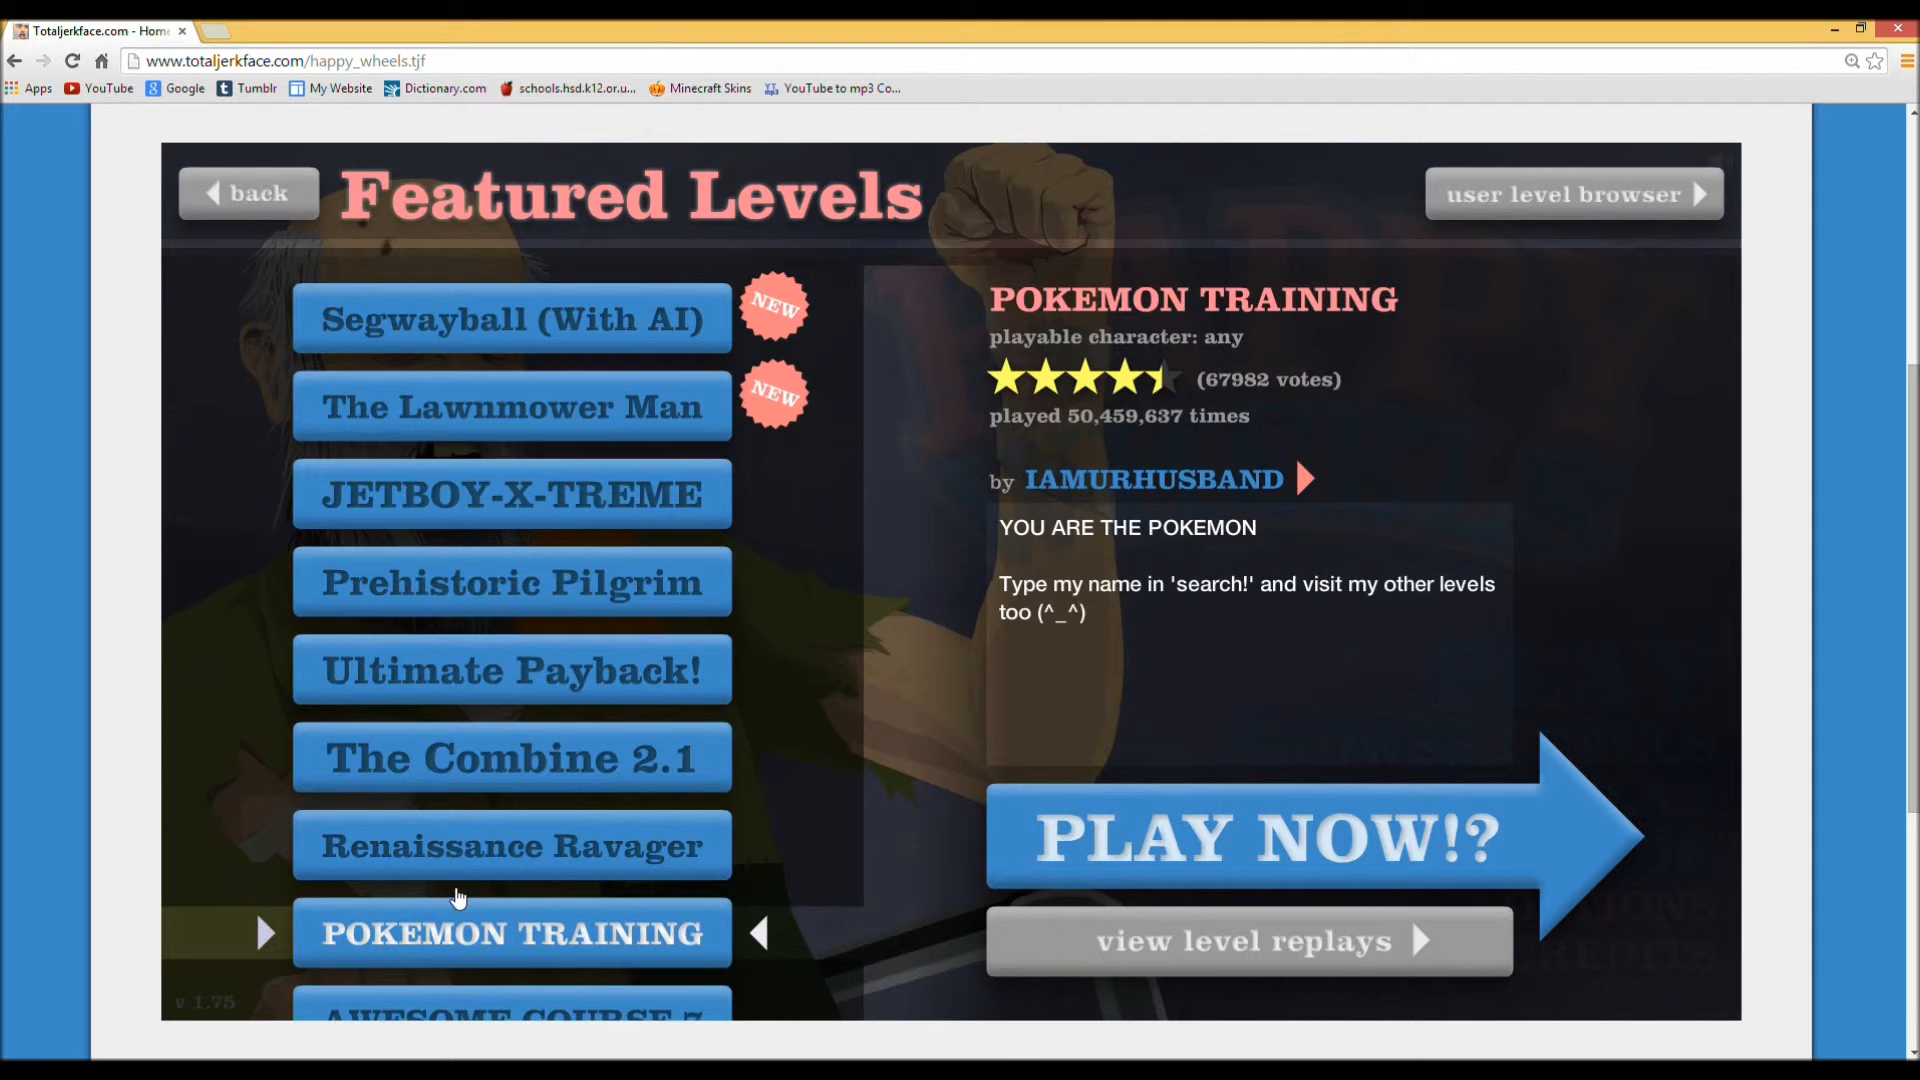 Totaljerkface.com - Home
www.totaljerkface.com/happy_wheels.tjf
Apps YouTube Google Tumblr My Website Dictionary.com schools.hsd.k12.or.u... Minecraft Skins YouTube to mp3 Co...
back
Featured Levels
user level browser
Segwayball (With AI)
NEW
The Lawnmower Man
NEW
JETBOY-X-TREME
Prehistoric Pilgrim
Ultimate Payback!
The Combine 2.1
Renaissance Ravager
POKEMON TRAINING
AWESOME COURSE 7
v 1.75
POKEMON TRAINING
playable character: any
(67982 votes)
played 50,459,637 times
by IAMURHUSBAND
YOU ARE THE POKEMON
Type my name in 'search!' and visit my other levels
too (^_^)
PLAY NOW!?
view level replays